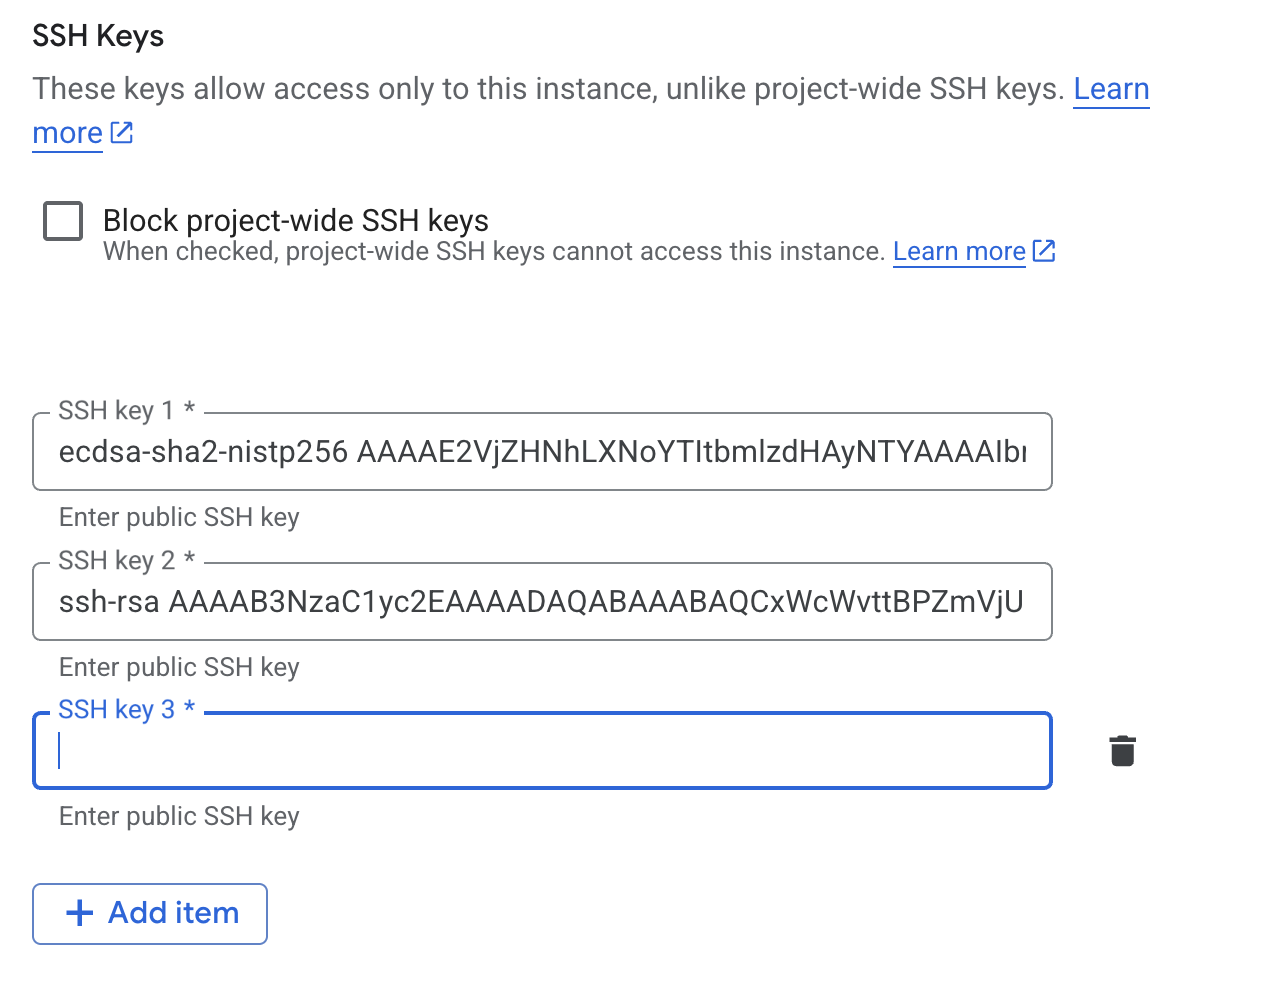 SSH Keys
These keys allow access only to this instance, unlike project-wide SSH keys. Learn
more
Block project-wide SSH keys
When checked, project-wide SSH keys cannot access this instance. Learn more
SSH key 1 *
ecdsa-sha2-nistp256 AAAAE2VjZHNhLXNoYTItbmlzdHAyNTYAAAAIbm
Enter public SSH key
SSH key 2 *
ssh-rsa AAAAB3NzaC1yc2EAAAADAQABAAABAQCxWcWvttBPZmVjU
Enter public SSH key
SSH key 3 *
Enter public SSH key
+ Add item